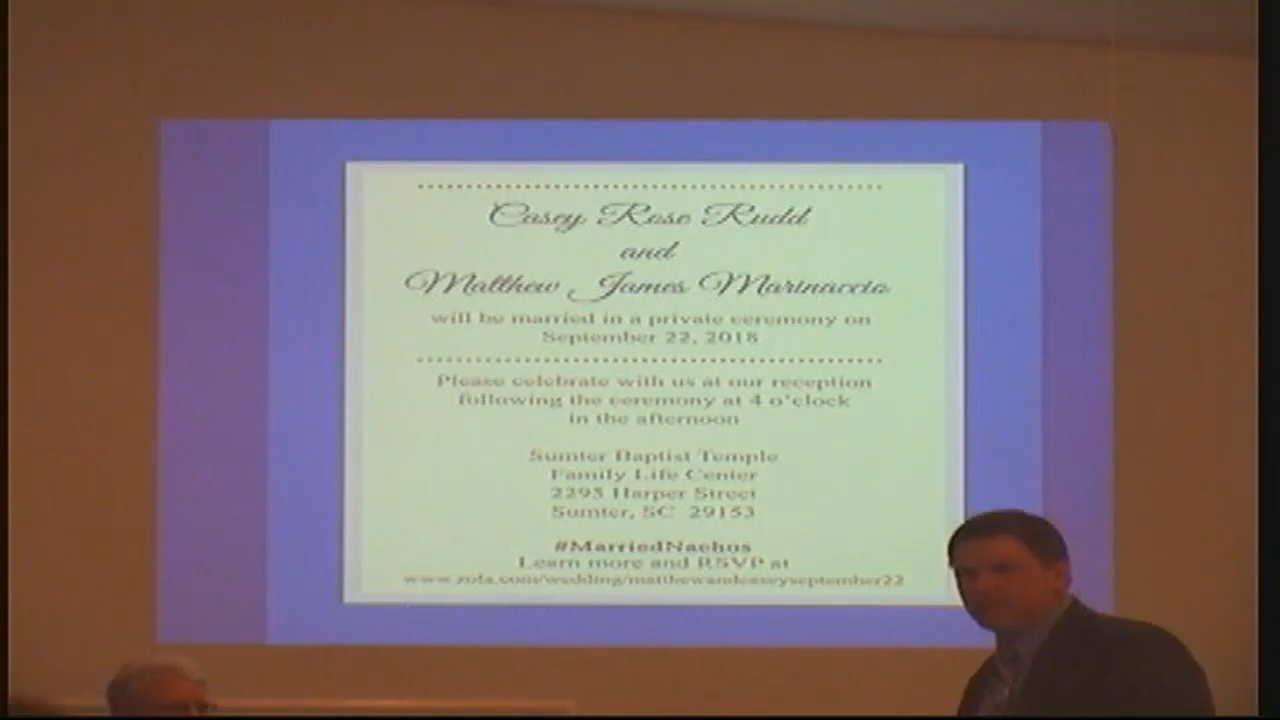 Casey Rose Rudd
and
Matthew James Marinaccio
will be married in a private ceremony on
September 22, 2018
Please celebrate with us at our reception
following the ceremony at 4 o'clock
in the afternoon
Sumter Baptist Temple
Family Life Center
2295 Harper Street
Sumter, SC 29153
#MarriedNachos
Learn more and RSVP at
www.zola.com/wedding/matthewandcaseyseptember22